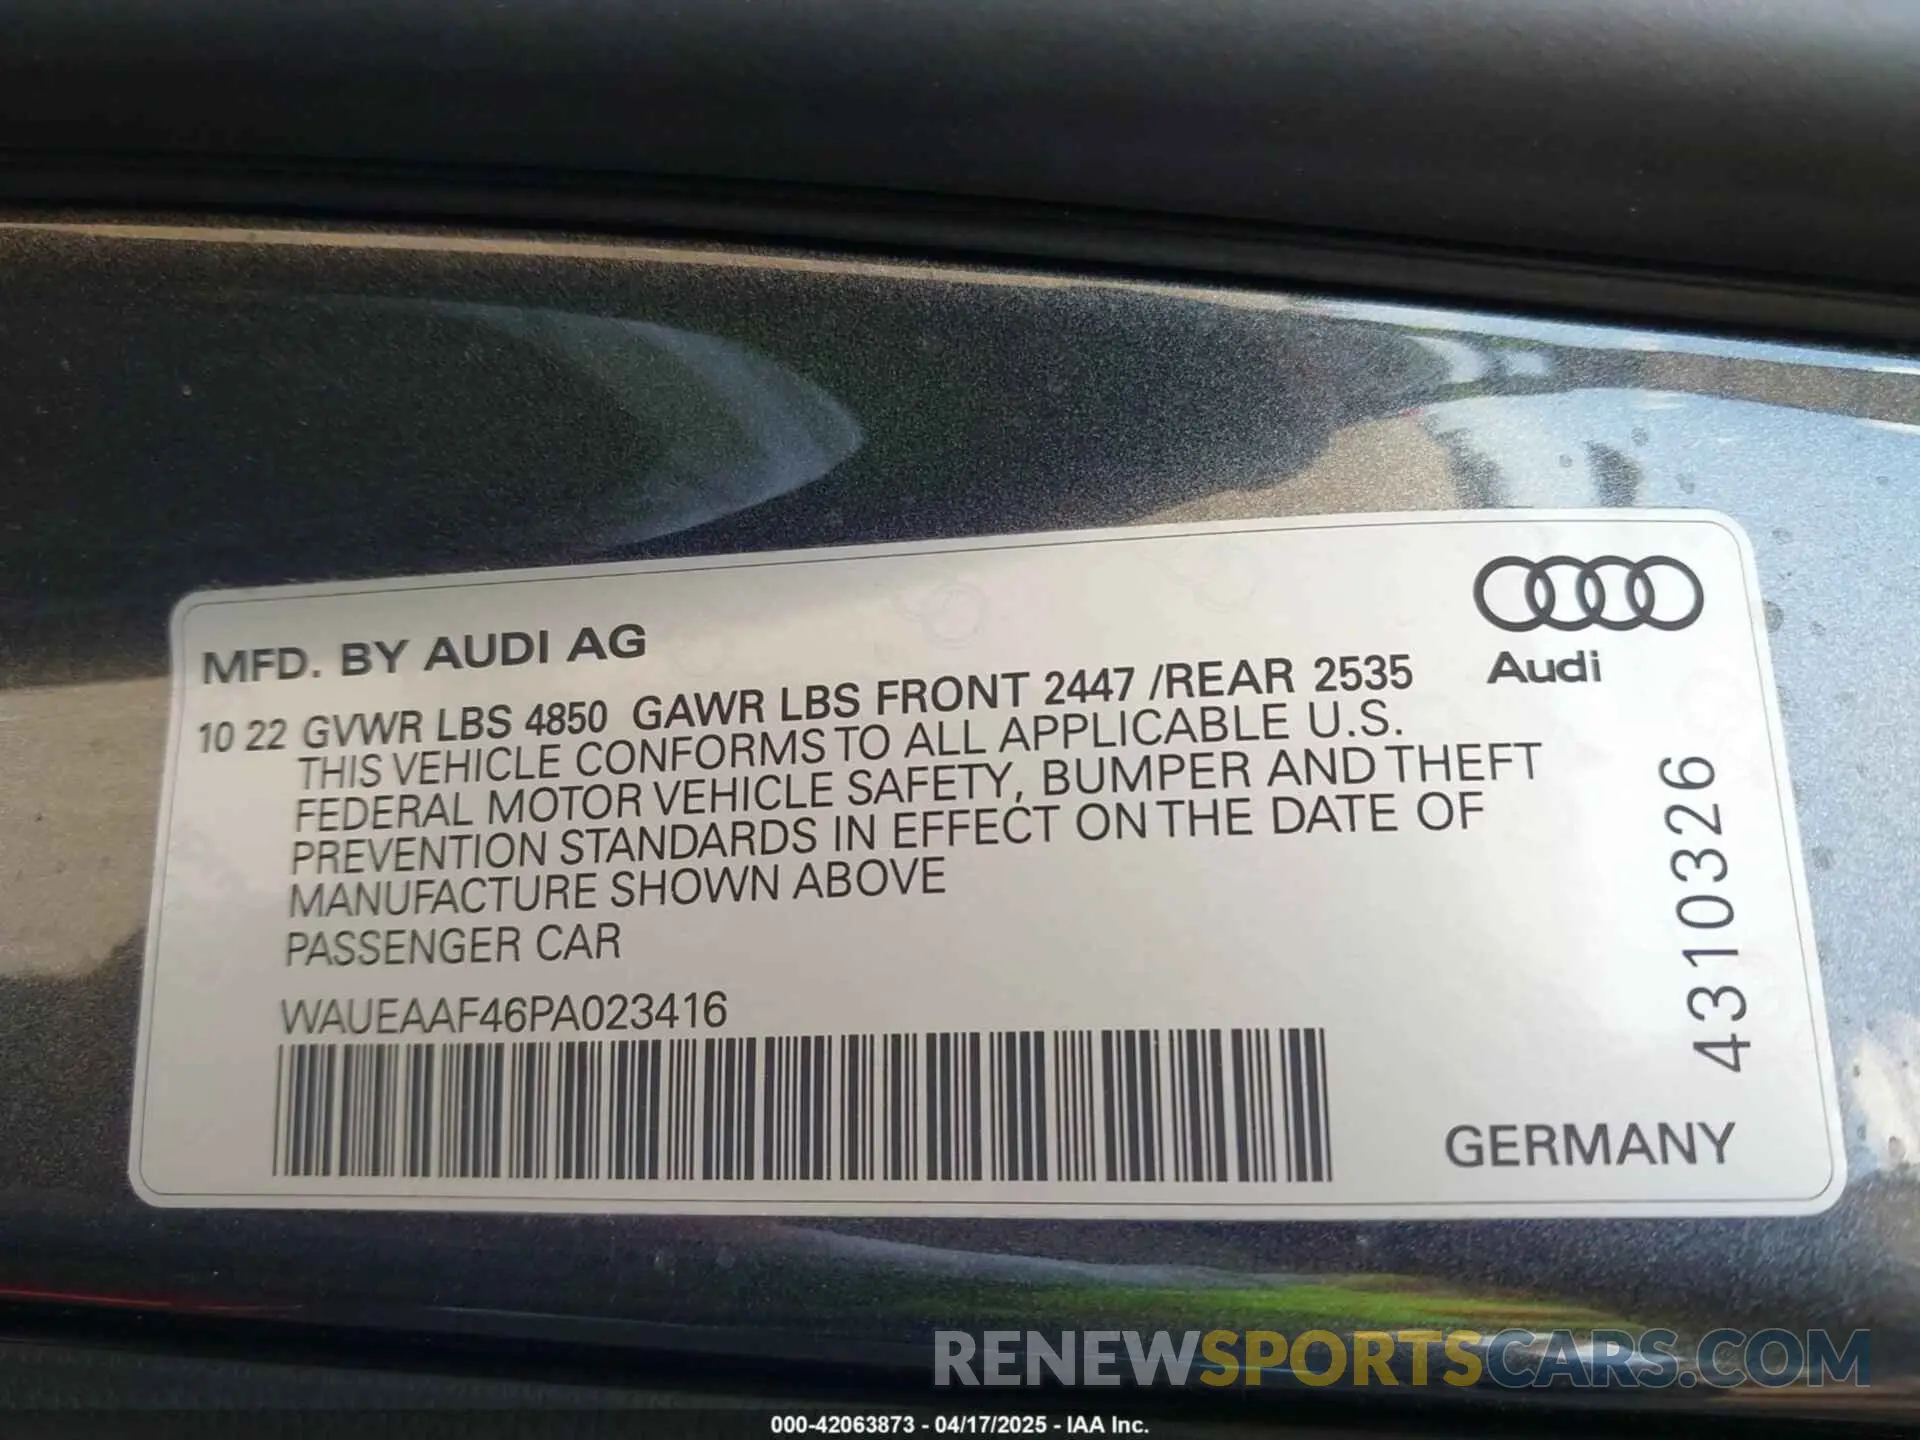 MFD. BY AUDI AG
Audi
10 22 GVWR LBS 4850 GAWR LBS FRONT 2447 /REAR 2535
THIS VEHICLE CONFORMS TO ALL APPLICABLE U.S.
FEDERAL MOTOR VEHICLE SAFETY, BUMPER AND THEFT
PREVENTION STANDARDS IN EFFECT ON THE DATE OF
MANUFACTURE SHOWN ABOVE
PASSENGER CAR
WAUEAAF46PA023416
4310326
GERMANY
RENEWSPORTSCARS.COM
000-42063873 - 04/17/2025 - IAA Inc.